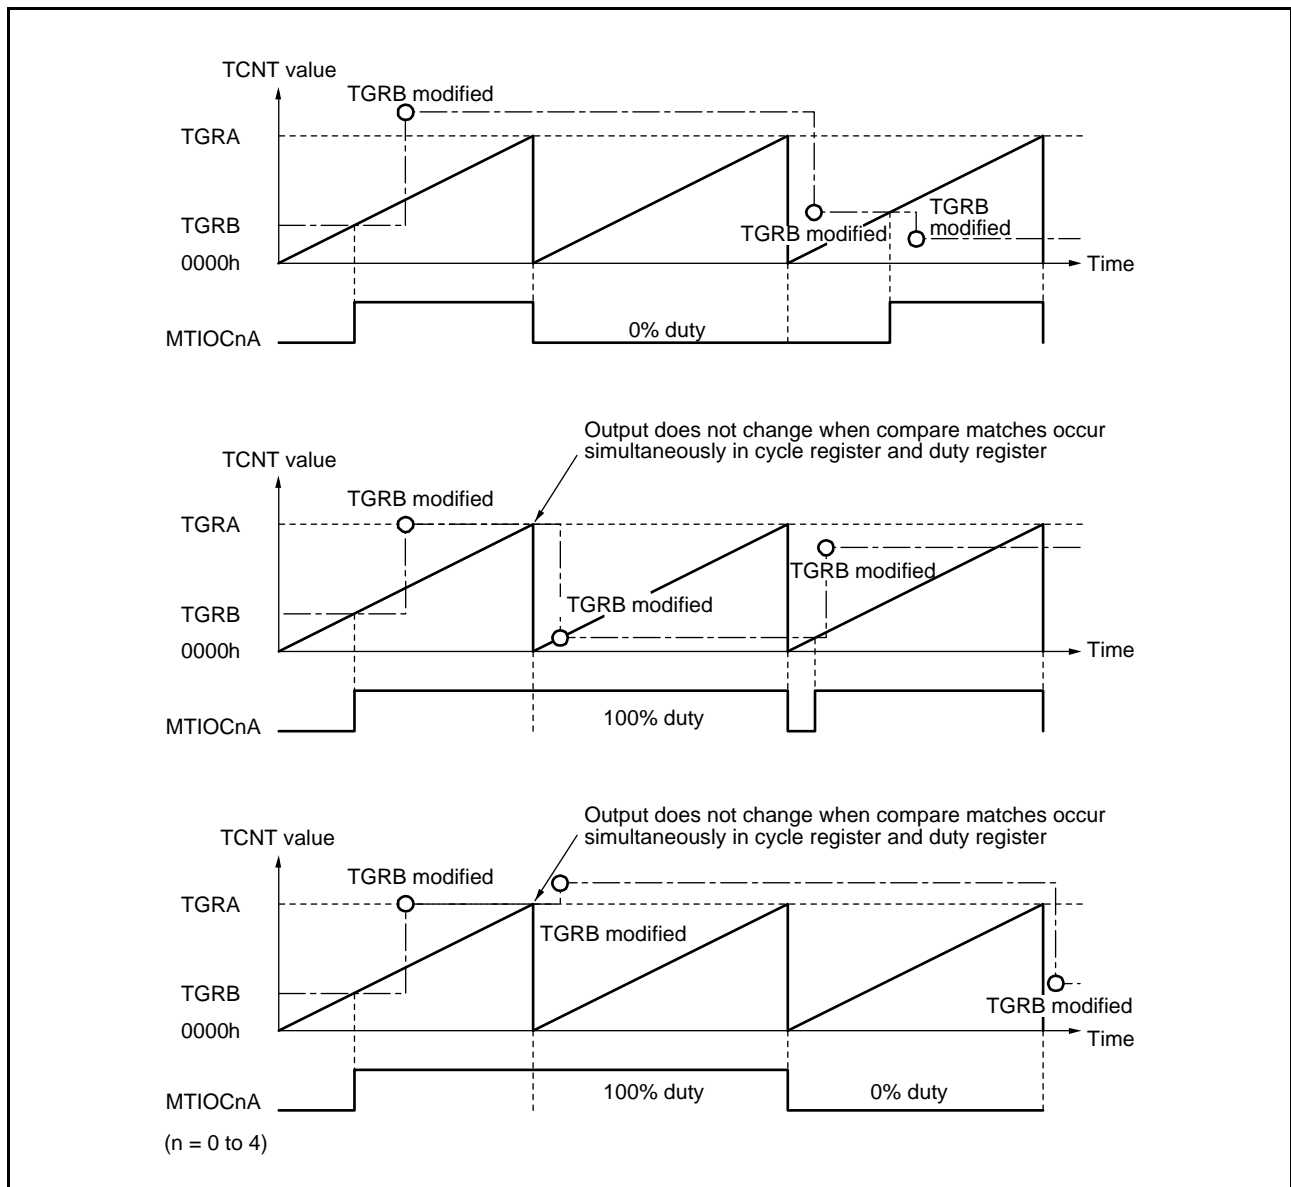 TCNT value
TGRB modified
TGRA
TGRB
TGRB modified
TGRB
modified
0000h
Time
MTIOCnA
0% duty
Output does not change when compare matches occur
simultaneously in cycle register and duty register
TCNT value
TGRB modified
TGRA
TGRB modified
TGRB modified
TGRB
0000h
Time
MTIOCnA
100% duty
Output does not change when compare matches occur
simultaneously in cycle register and duty register
TCNT value
TGRB modified
TGRA
TGRB modified
TGRB
TGRB modified
0000h
Time
MTIOCnA
100% duty
0% duty
(n = 0 to 4)